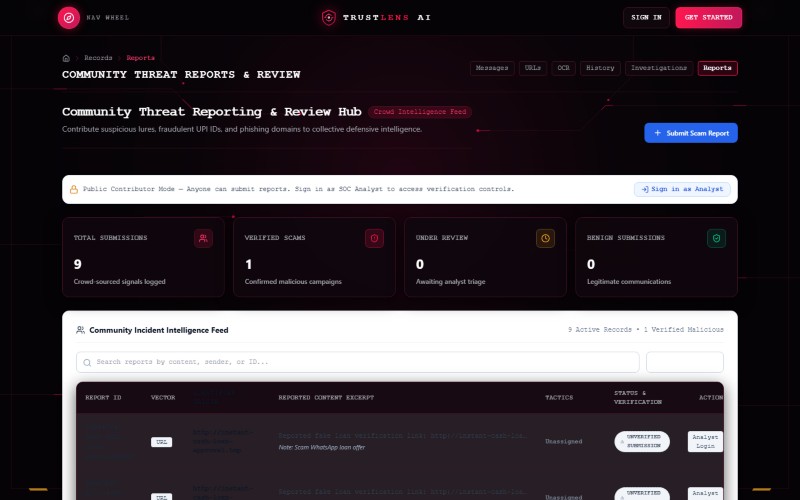 NAV WHEEL
TRUSTLENS AI
SIGN IN
GET STARTED
Records > Reports
COMMUNITY THREAT REPORTS & REVIEW
Messages
URLs
OCR
History
Investigations
Reports
Community Threat Reporting & Review Hub
Crowd Intelligence Feed
Contribute suspicious lures, fraudulent UPI IDs, and phishing domains to collective defensive intelligence.
+ Submit Scam Report
Public Contributor Mode — Anyone can submit reports. Sign in as SOC Analyst to access verification controls.
Sign in as Analyst
TOTAL SUBMISSIONS
9
Crowd-sourced signals logged
VERIFIED SCAMS
1
Confirmed malicious campaigns
UNDER REVIEW
0
Awaiting analyst triage
BENIGN SUBMISSIONS
0
Legitimate communications
Community Incident Intelligence Feed
9 Active Records • 1 Verified Malicious
Search reports by content, sender, or ID...
REPORT ID
VECTOR
REPORTED CONTENT EXCERPT
TACTICS
STATUS &
VERIFICATION
ACTION
URL
Note: Scam WhatsApp loan offer
Unassigned
UNVERIFIED
SUBMISSION
Analyst
Login
URL
Unassigned
UNVERIFIED
SUBMISSION
Analyst
Login